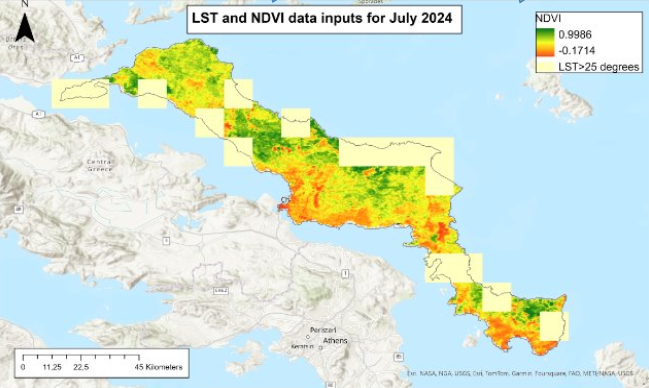 LST and NDVI data inputs for July 2024
N
NDVI
0.9986
-0.1714
LST>25 degrees
Central
Greece
Peristeri
Athens
0 11,25 22,5 45 Kilometers
Esri, NASA, NGA, USGS, Esri, TomTom, Garmin, Foursquare, FAO, METI/NASA, USGS